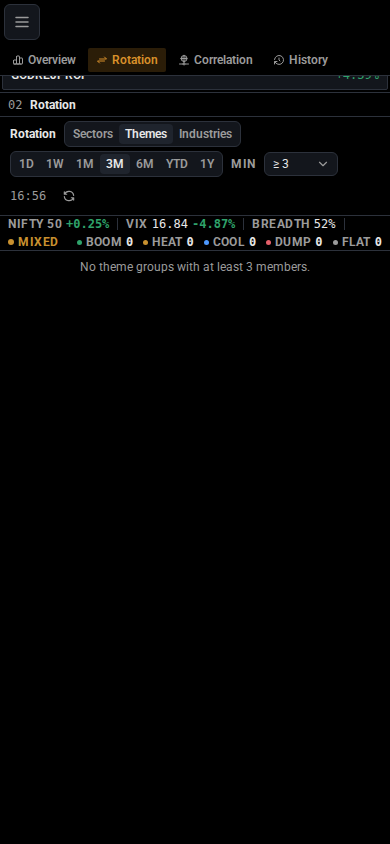 Overview Rotation Correlation History
02 Rotation
Rotation Sectors Themes Industries
1D 1W 1M 3M 6M YTD 1Y MIN ≥ 3
16:56
NIFTY 50 +0.25% VIX 16.84 -4.87% BREADTH 52%
MIXED BOOM 0 HEAT 0 COOL 0 DUMP 0 FLAT 0
No theme groups with at least 3 members.